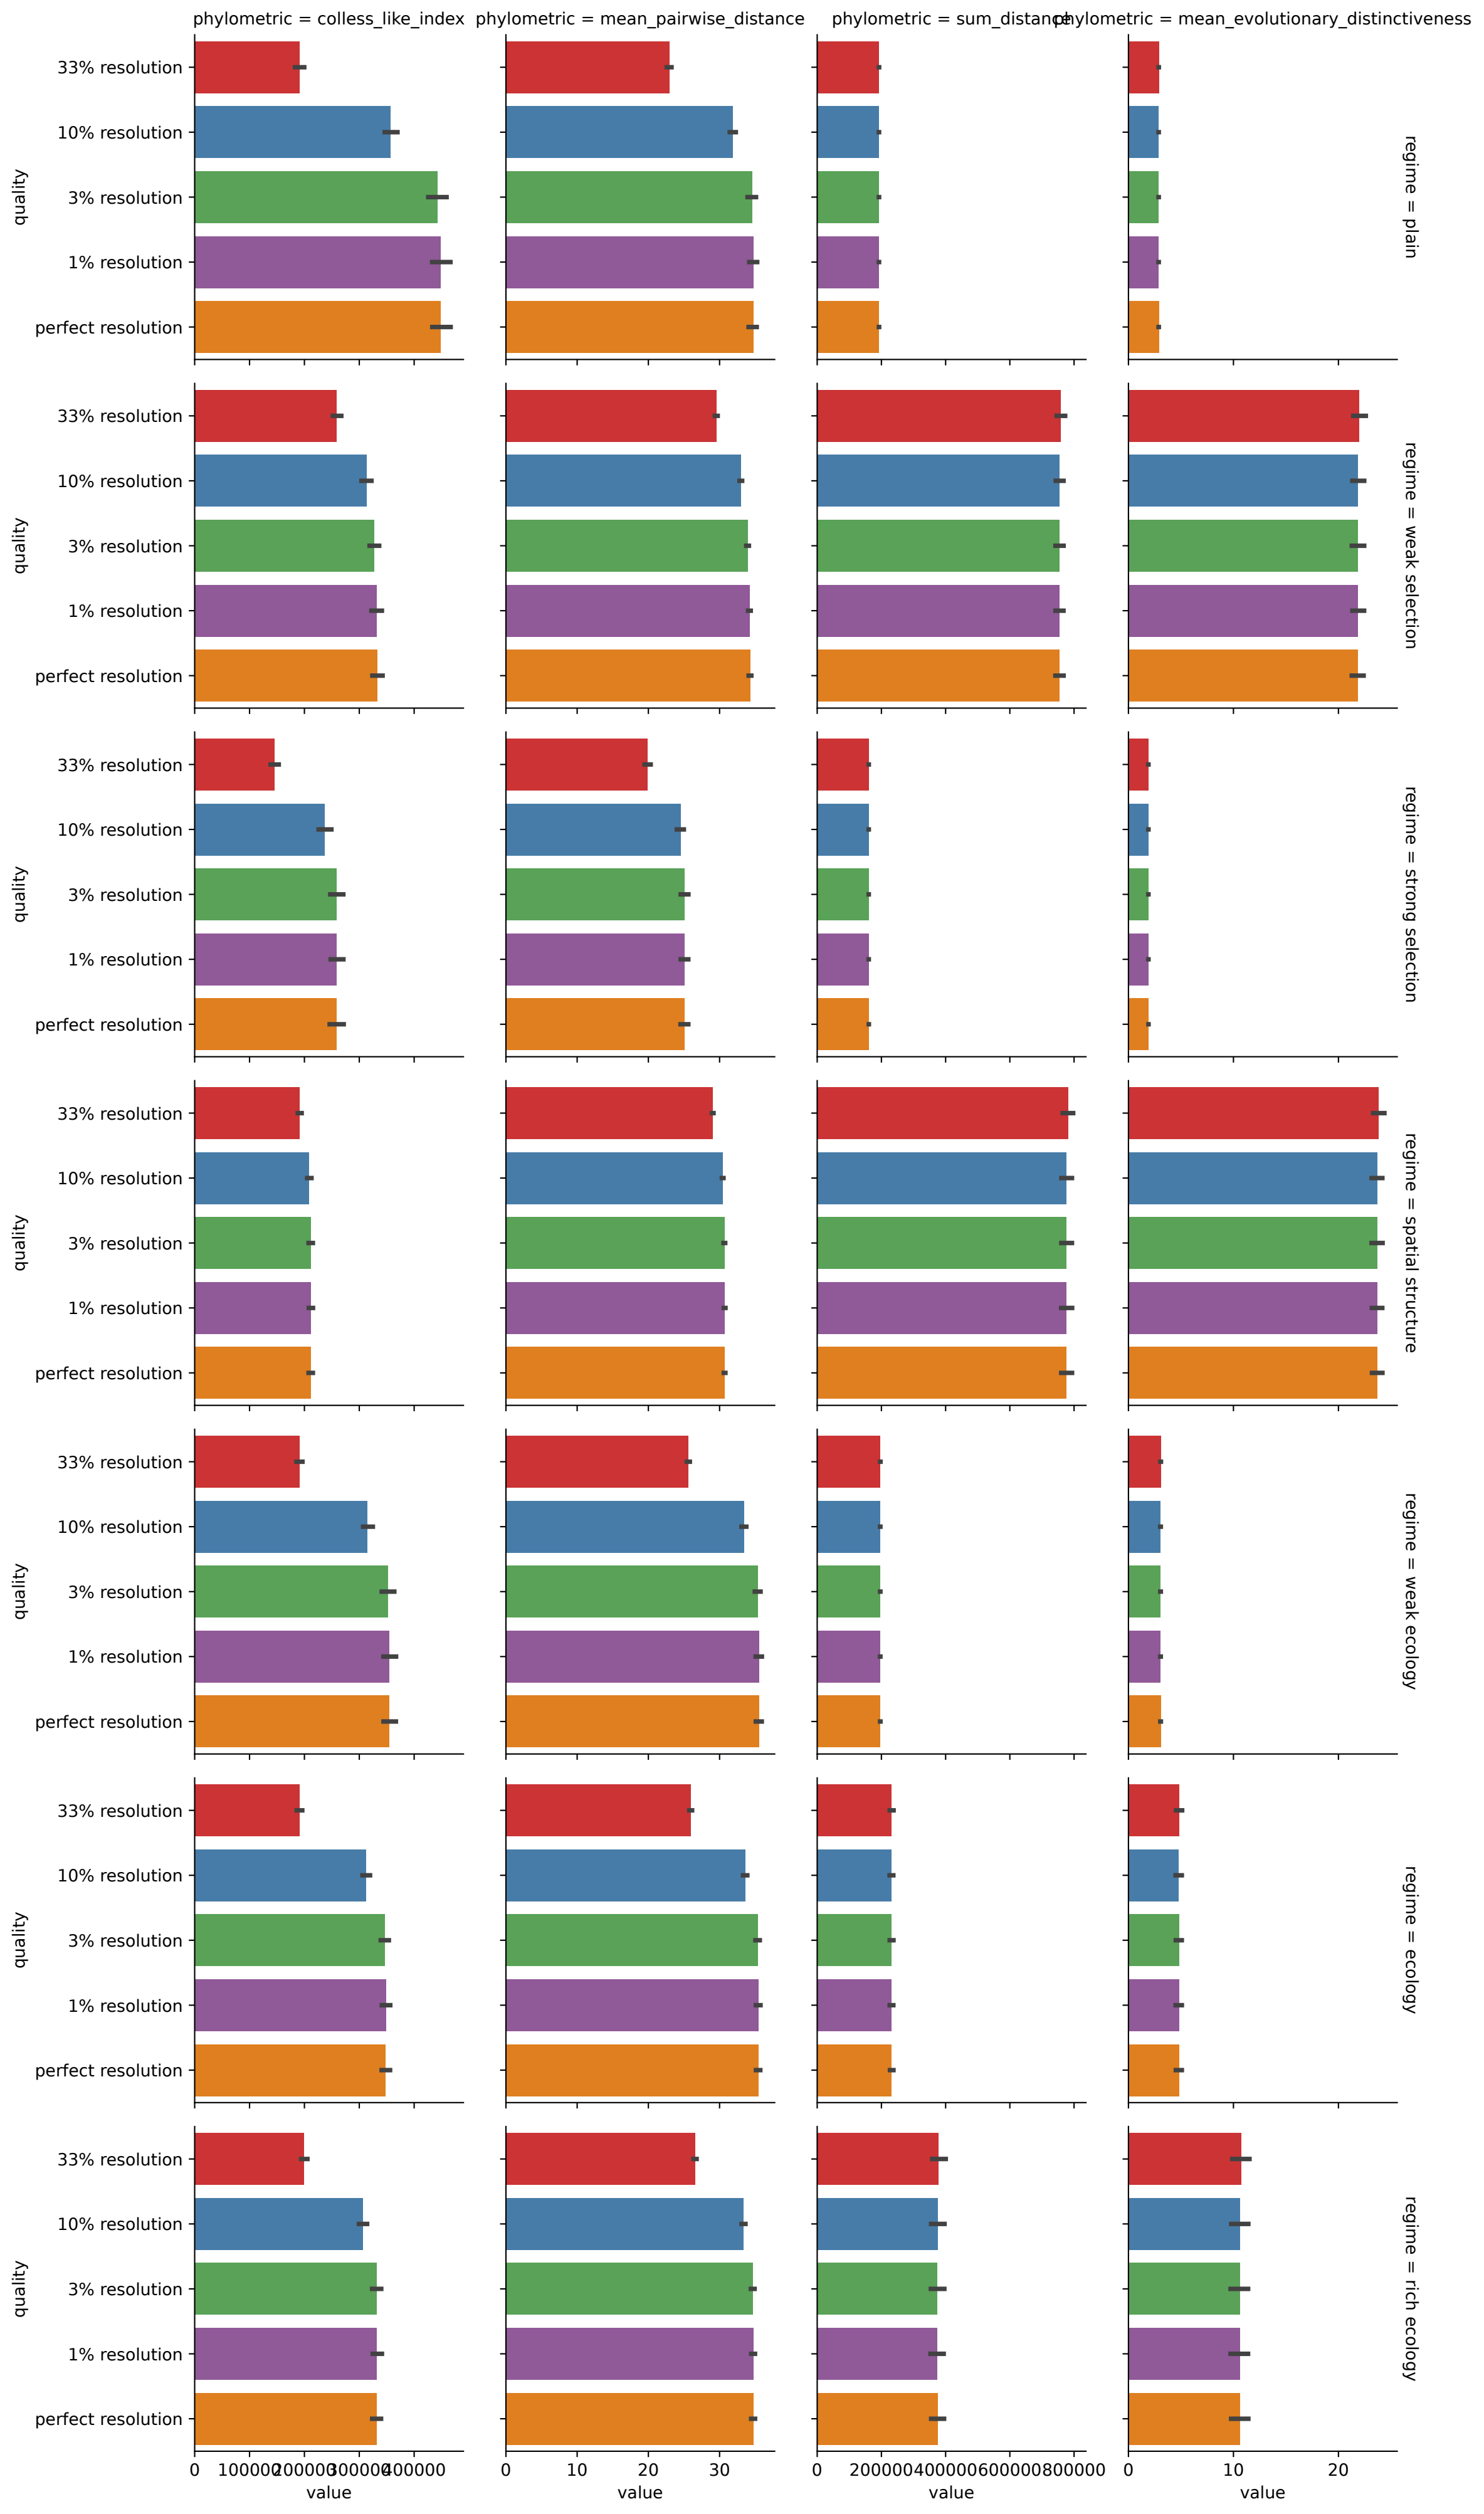 phylometric = colless_like_index
phylometric = mean_pairwise_distance
phylometric = sum_distance
phylometric = mean_evolutionary_distinctiveness
quality
33% resolution
10% resolution
3% resolution
1% resolution
perfect resolution
regime = plain
quality
33% resolution
10% resolution
3% resolution
1% resolution
perfect resolution
regime = weak selection
quality
33% resolution
10% resolution
3% resolution
1% resolution
perfect resolution
regime = strong selection
quality
33% resolution
10% resolution
3% resolution
1% resolution
perfect resolution
regime = spatial structure
quality
33% resolution
10% resolution
3% resolution
1% resolution
perfect resolution
regime = weak ecology
quality
33% resolution
10% resolution
3% resolution
1% resolution
perfect resolution
regime = ecology
quality
33% resolution
10% resolution
3% resolution
1% resolution
perfect resolution
regime = rich ecology
0 100000 200000 300000 400000
value
0 10 20 30
value
0 200000 400000 600000 800000
value
0 10 20
value